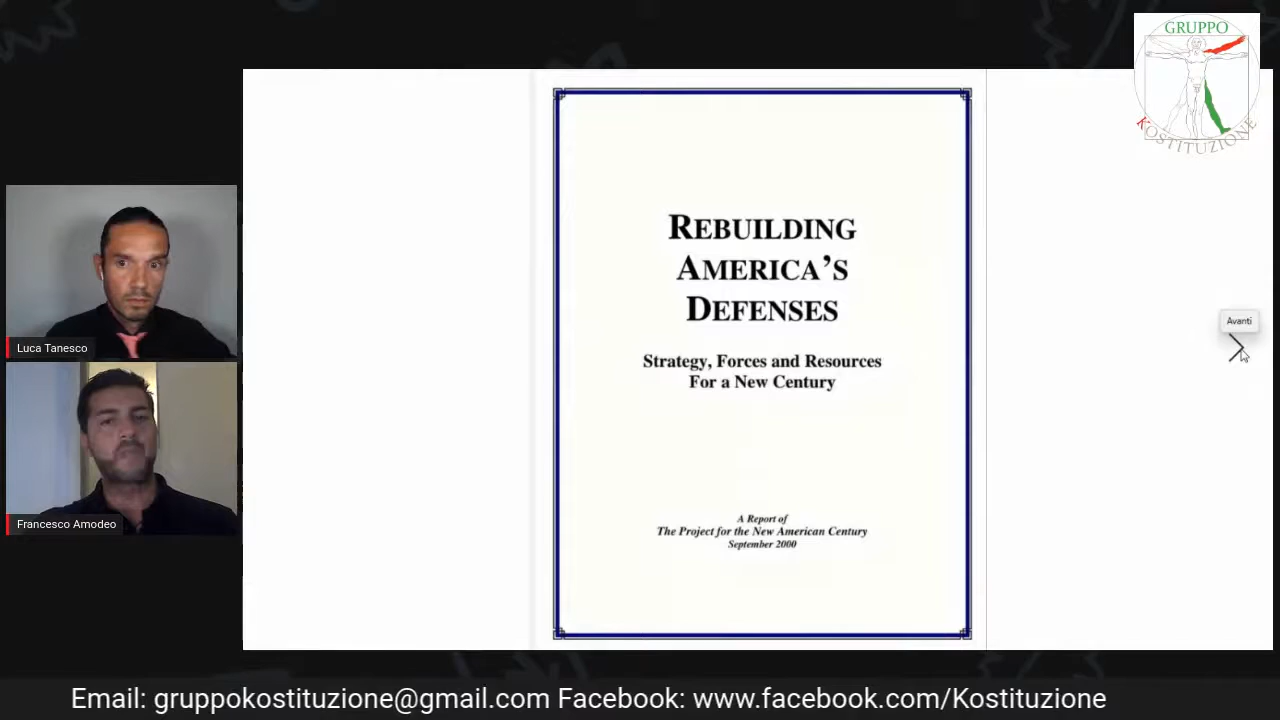 GRUPPO
KOSTITUZIONE
REBUILDING
AMERICA'S
DEFENSES
Strategy, Forces and Resources
For a New Century
A Report of
The Project for the New American Century
September 2000
Avanti
Luca Tanesco
Francesco Amodeo
Email: gruppokostituzione@gmail.com Facebook: www.facebook.com/Kostituzione